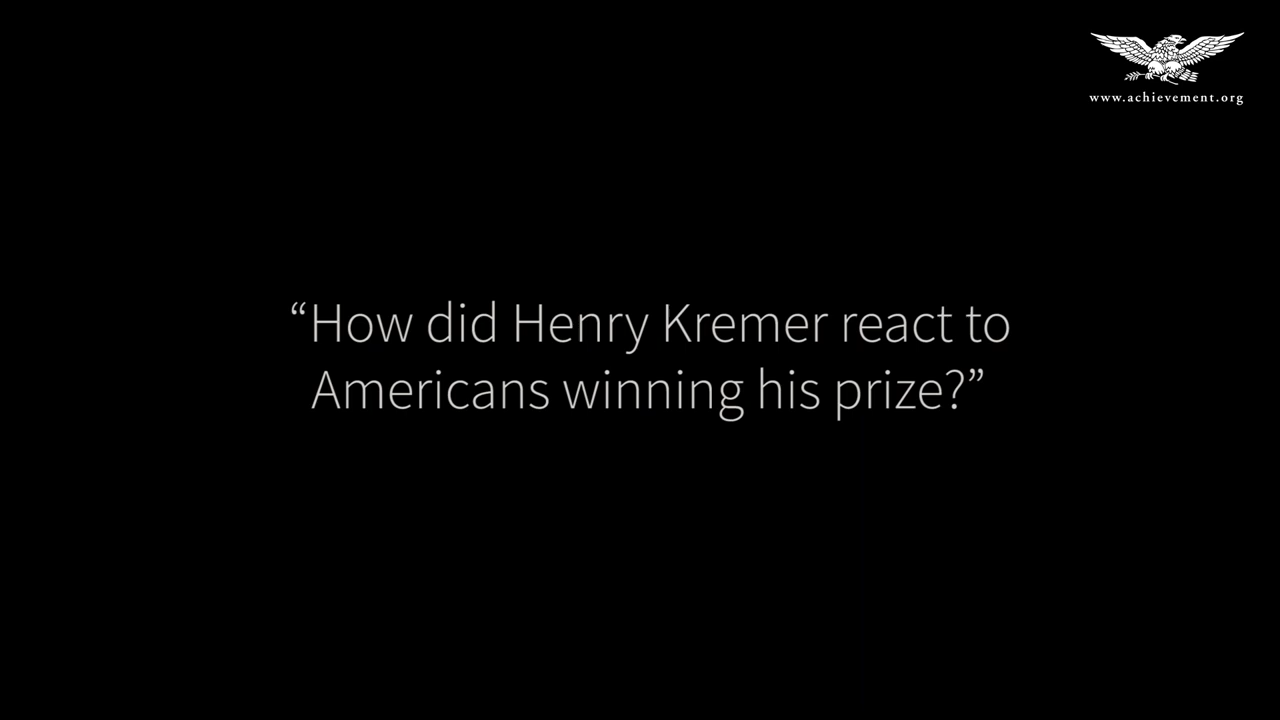 www.achievement.org
“How did Henry Kremer react to
Americans winning his prize?”